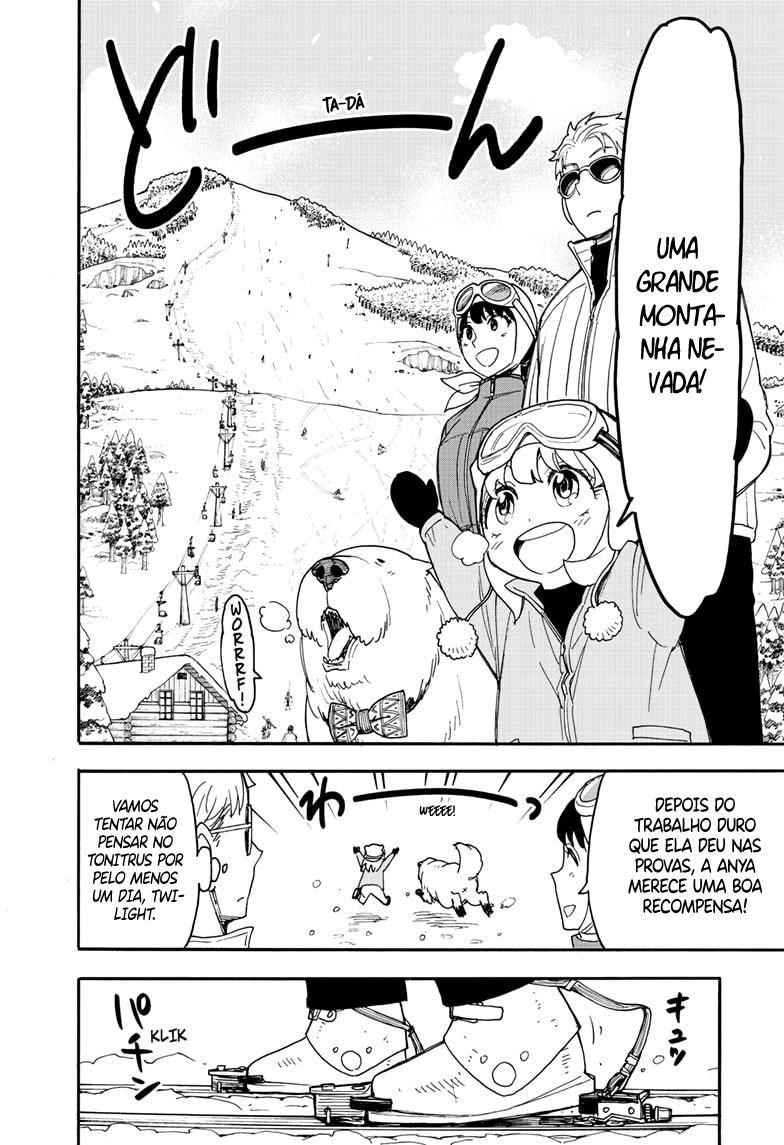 UMA
GRANDE
MONTA-
NHA NE-
VADA!
どーん
TA-DÁ
WORRRF!
DEPOIS DO
TRABALHO DURO
QUE ELA DEU NAS
PROVAS, A ANYA
MERECE UMA BOA
RECOMPENSA!
わーっ
WEEEE!
VAMOS
TENTAR NÃO
PENSAR NO
TONITRUS POR
PELO MENOS
UM DIA, TWI-
LIGHT.
キュッ
パチン
KLIK